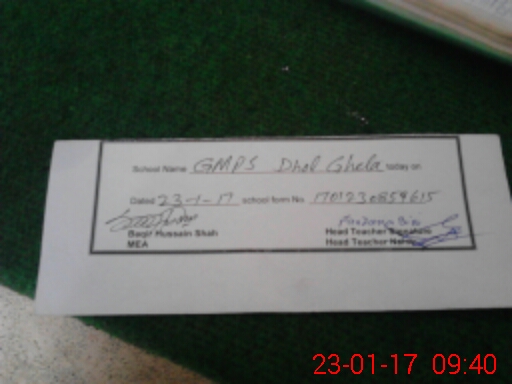 School Name GMPS Dhol Ghela today on
Dated 23-1-17 school form No. 1701230859615
Baqir Hussain Shah
MEA
Head Teacher Signature
Head Teacher Name
23-01-17 09:40